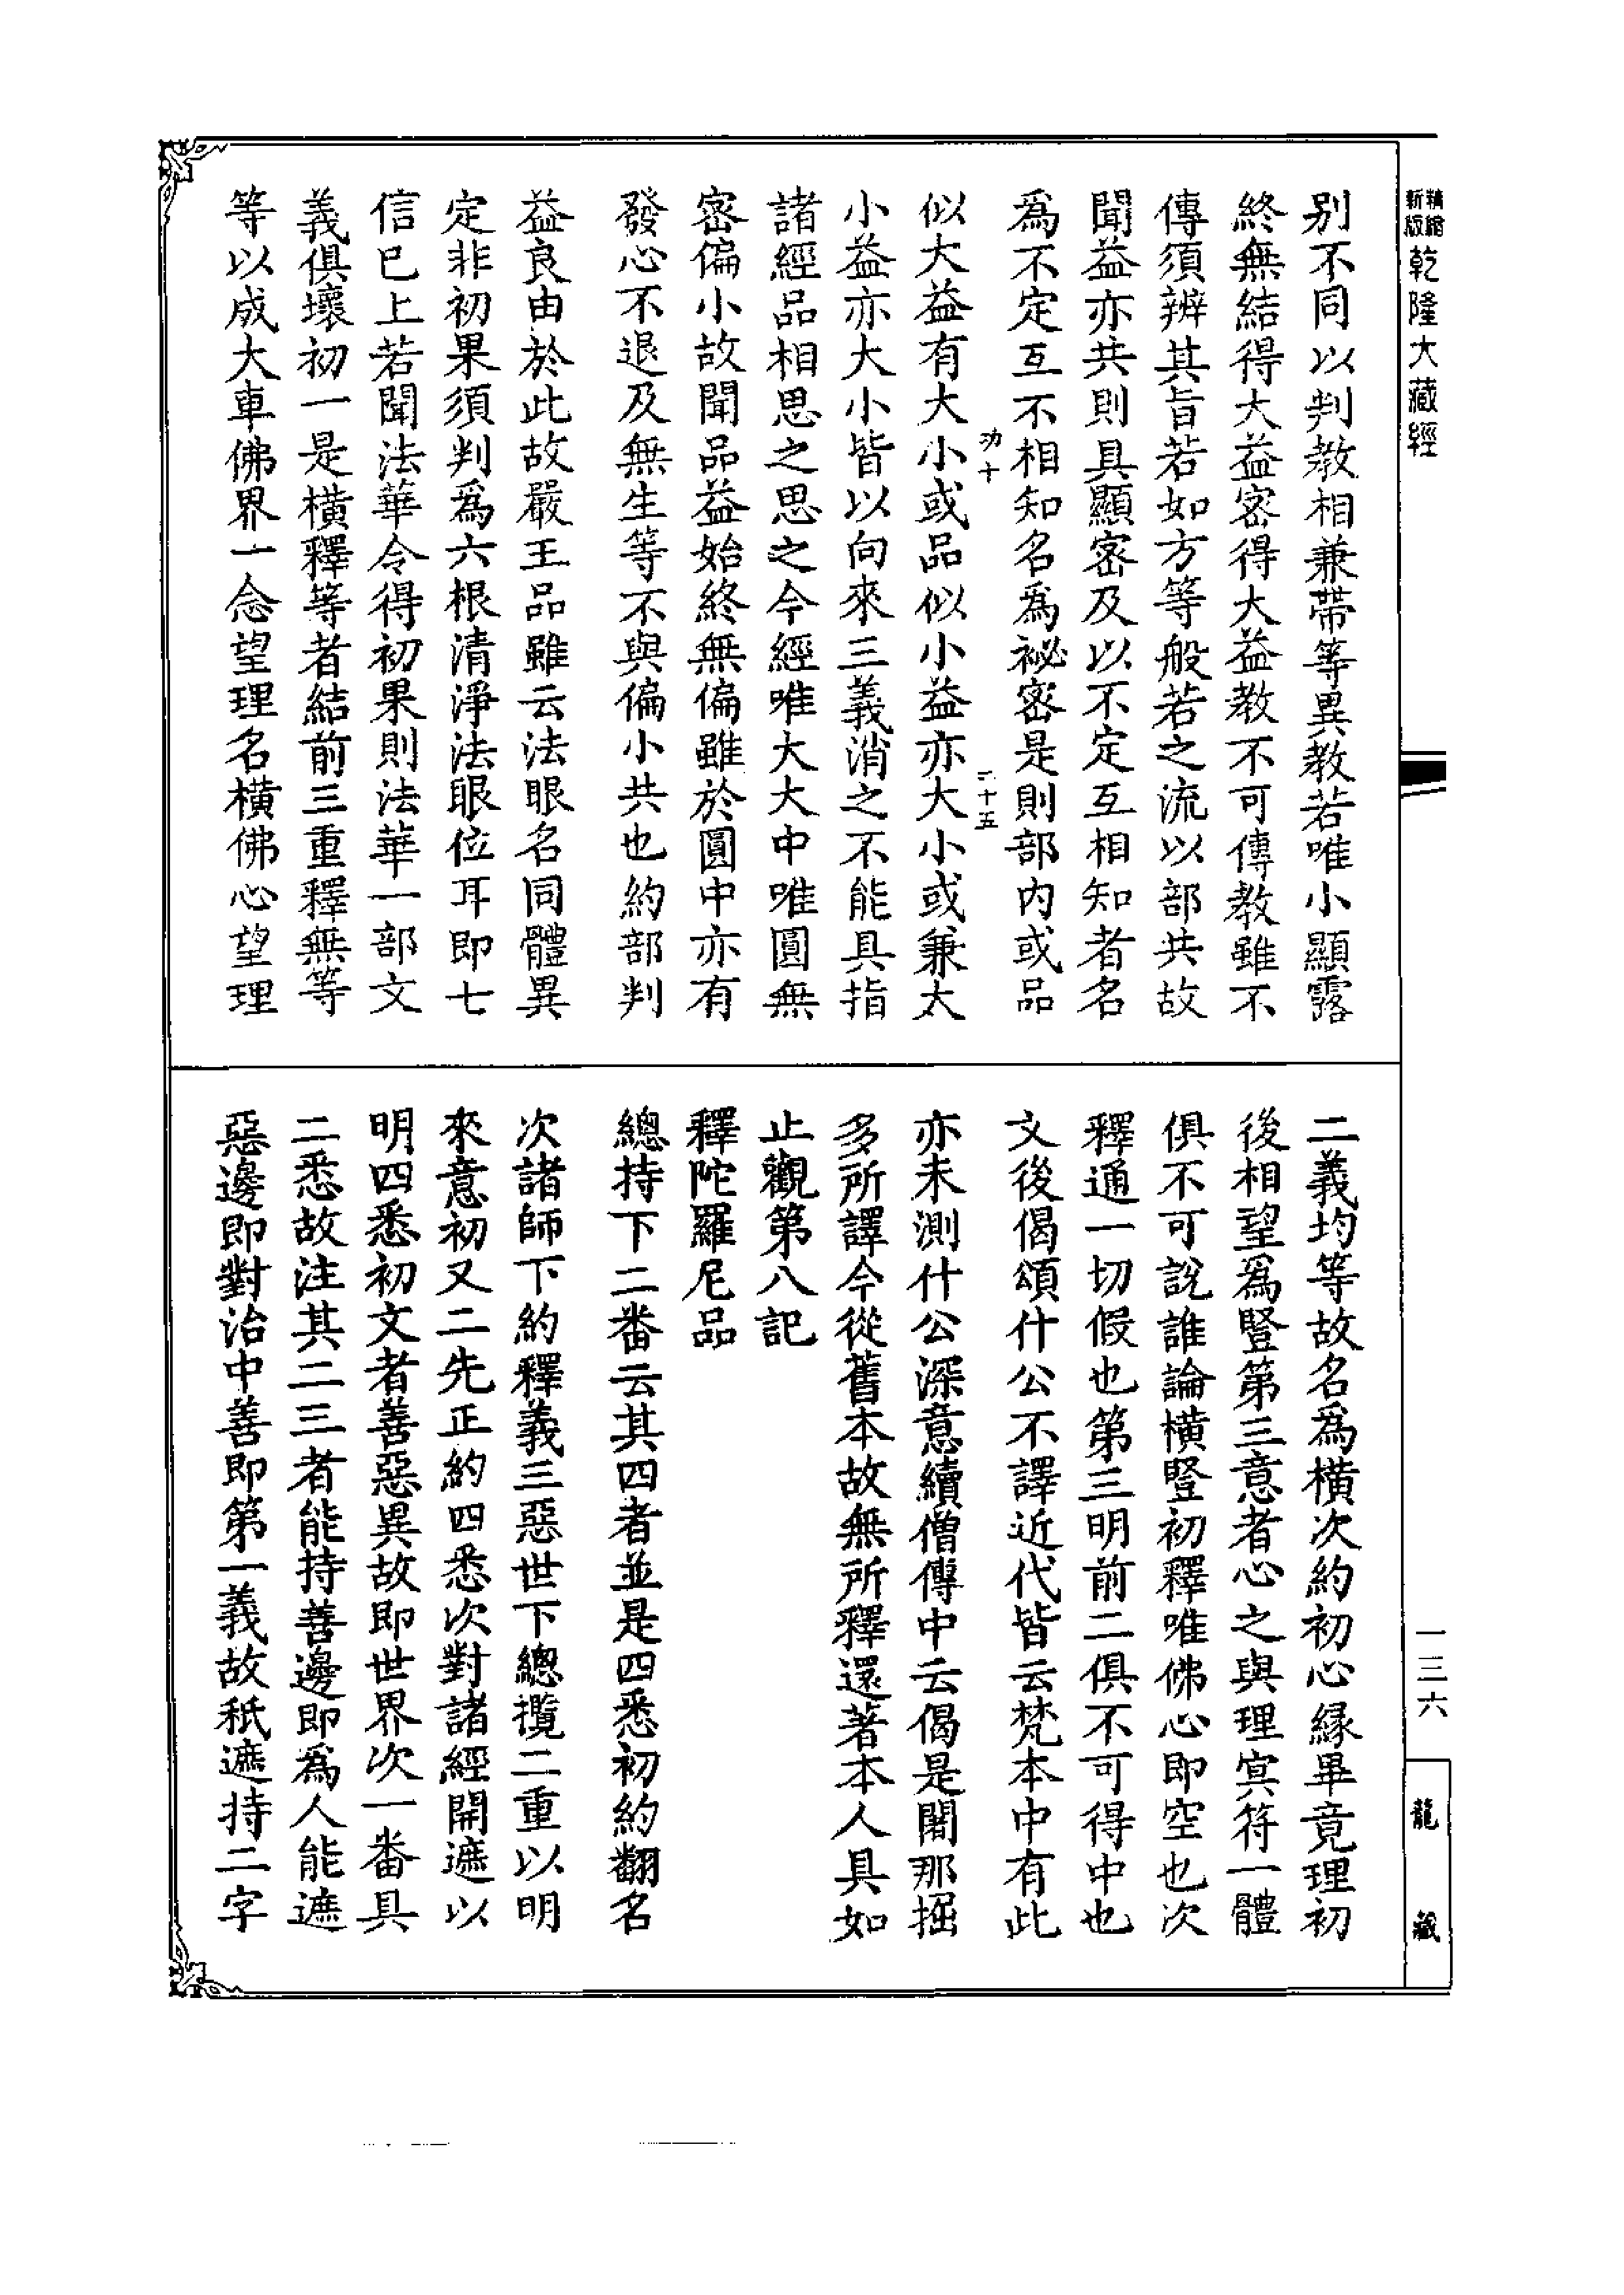 精縮新版 乾隆大藏經
別不同以判教相兼帶等異教若唯小顯露
終無結得大益密得大益教不可傳教雖不
傳須辨其旨若如方等般若之流以部共故
聞益亦共則具顯密及以不定互相知者名
爲不定互不相知名爲祕密是則部內或品
功十
二十五
似大益有大小或品似小益亦大小或兼大
小益亦大小皆以向來三義消之不能具指
諸經品相思之思之今經唯大大中唯圓無
密偏小故聞品益始終無偏雖於圓中亦有
發心不退及無生等不與偏小共也約部判
益良由於此故嚴王品雖云法眼名同體異
定非初果須判爲六根清淨法眼位耳即七
信已上若聞法華令得初果則法華一部文
義俱壞初一是橫釋等者結前三重釋無等
等以成大車佛界一念望理名橫佛心望理
二義均等故名爲橫次約初心緣畢竟理初
後相望爲豎第三意者心之與理冥符一體
俱不可說誰論橫豎初釋唯佛心即空也次
釋通一切假也第三明前二俱不可得中也
文後偈頌什公不譯近代皆云梵本中有此
亦未測什公深意續僧傳中云偈是闍那掘
多所譯今從舊本故無所釋還著本人具如
止觀第八記
釋陀羅尼品
總持下二番云其四者並是四悉初約翻名
次諸師下約釋義三惡世下總攬二重以明
來意初又二先正約四悉次對諸經開遮以
明四悉初文者善惡異故即世界次一番具
二悉故注其二三者能持善邊即爲人能遮
惡邊即對治中善即第一義故秖遮持二字
一三六
龍藏